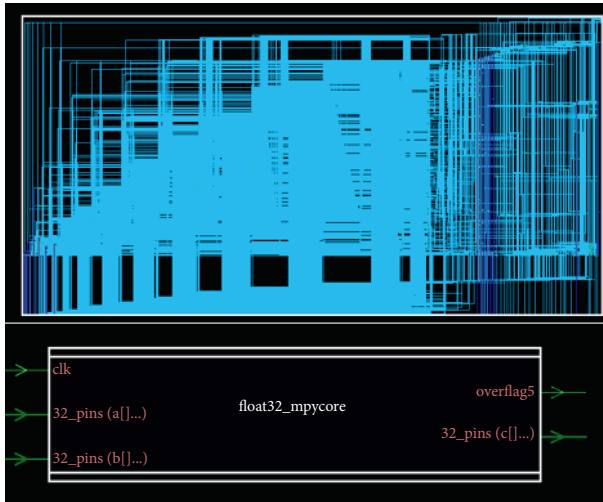 clk
32_pins (a[]...)
32_pins (b[]...)
float32_mpycore
overflag5
32_pins (c[]...)